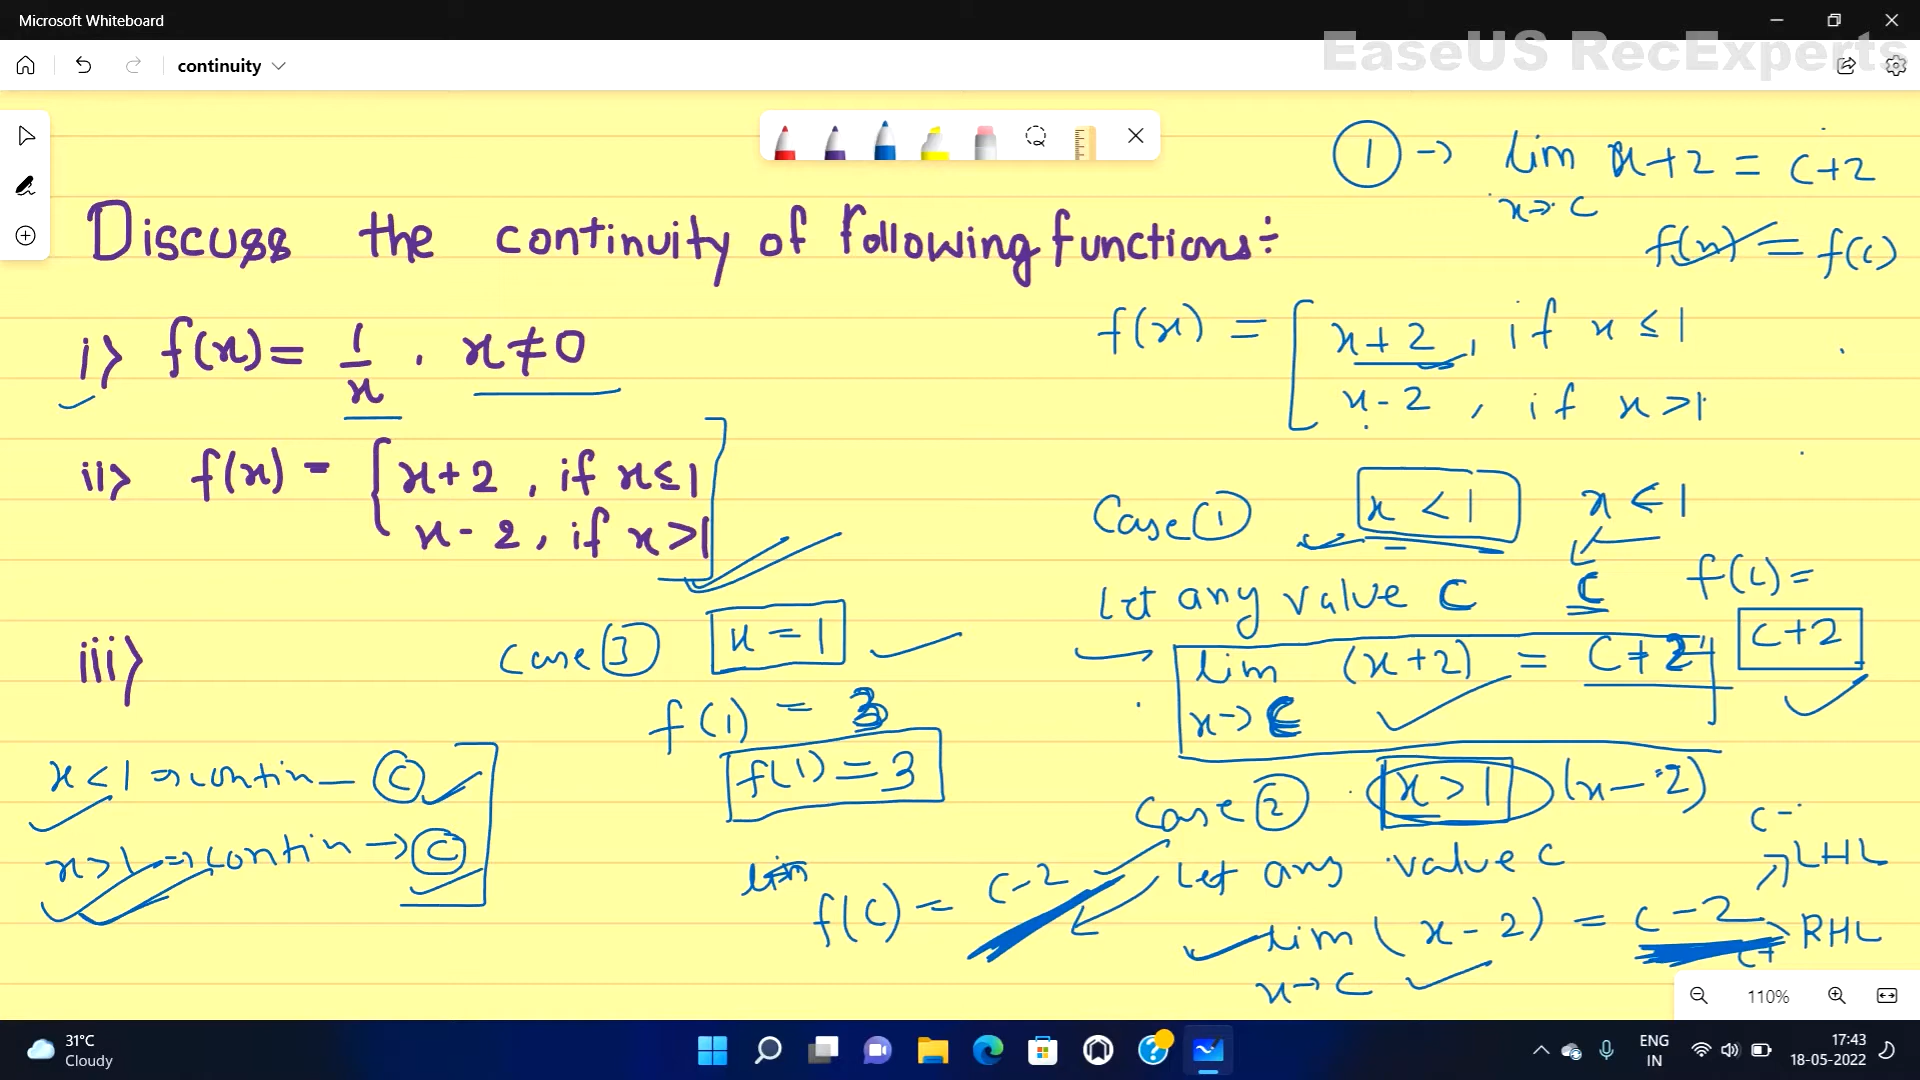 Microsoft Whiteboard
EaseUS RecExperts
continuity
Discuss the continuity of following functions:
i) f(x) = 1/x , x ≠ 0
ii) f(x) = { x+2 , if x ≤ 1
x - 2 , if x > 1
iii)
x < 1 ⇒ contin – C
x > 1 ⇒ contin → C
Case 3 x = 1
f(1) = 3
f(1) = 3
lim
f(c) = c-2
1 → lim x+2 = c+2
x → c
f(x) = f(c)
f(x) = [ x+2 , if x ≤ 1
x - 2 , if x > 1
Case 1 x < 1 x < 1
Let any value c c f(c) =
c+2
lim (x+2) = c+2
x → c
Case 2 x > 1 (x - 2)
Let any value c
lim (x - 2) = c - 2
x → c
c-
LHL
RHL
c+
110%
31°C
Cloudy
ENG
IN
17:43
18-05-2022